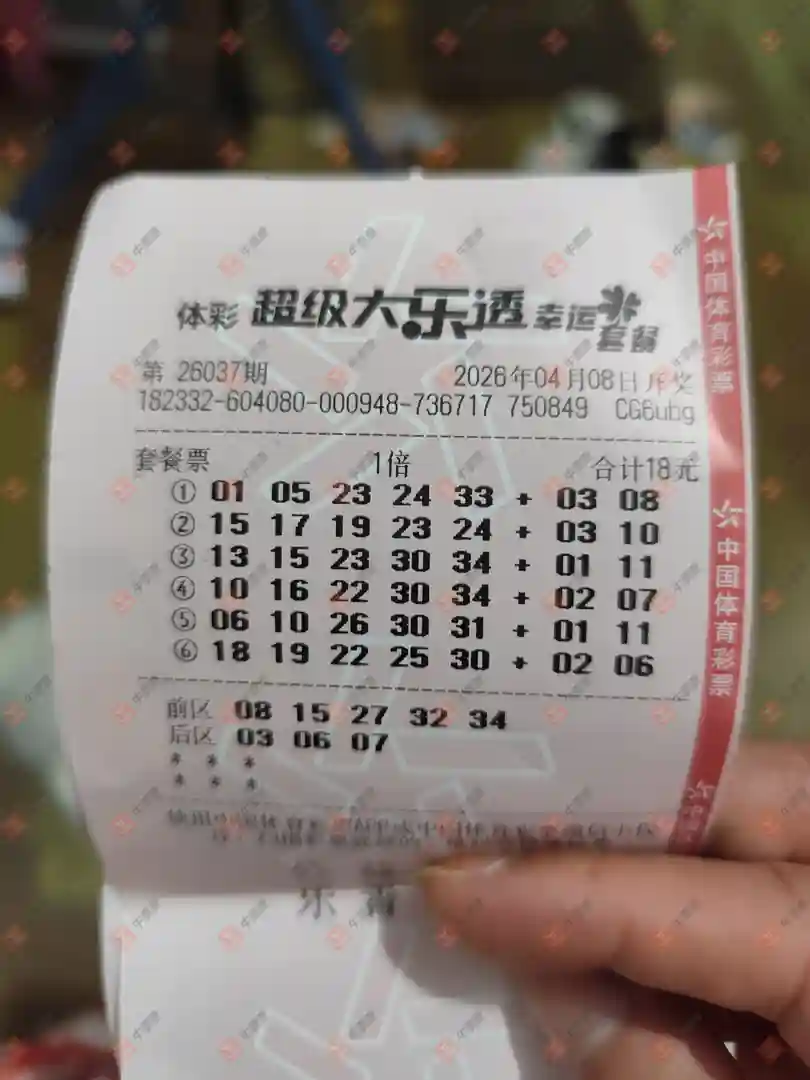 体彩 超级大乐透 幸运套餐
第 26037期 2026年04月08日开奖
182332-604080-000948-736717 750849 CG6ubg
套餐票 1倍 合计18元
① 01 05 23 24 33 + 03 08
② 15 17 19 23 24 + 03 10
③ 13 15 23 30 34 + 01 11
④ 10 16 22 30 34 + 02 07
⑤ 06 10 26 30 31 + 01 11
⑥ 18 19 22 25 30 + 02 06
前区 08 15 27 32 34
后区 03 06 07
* * *
* * *
中国体育彩票
中国体育彩票